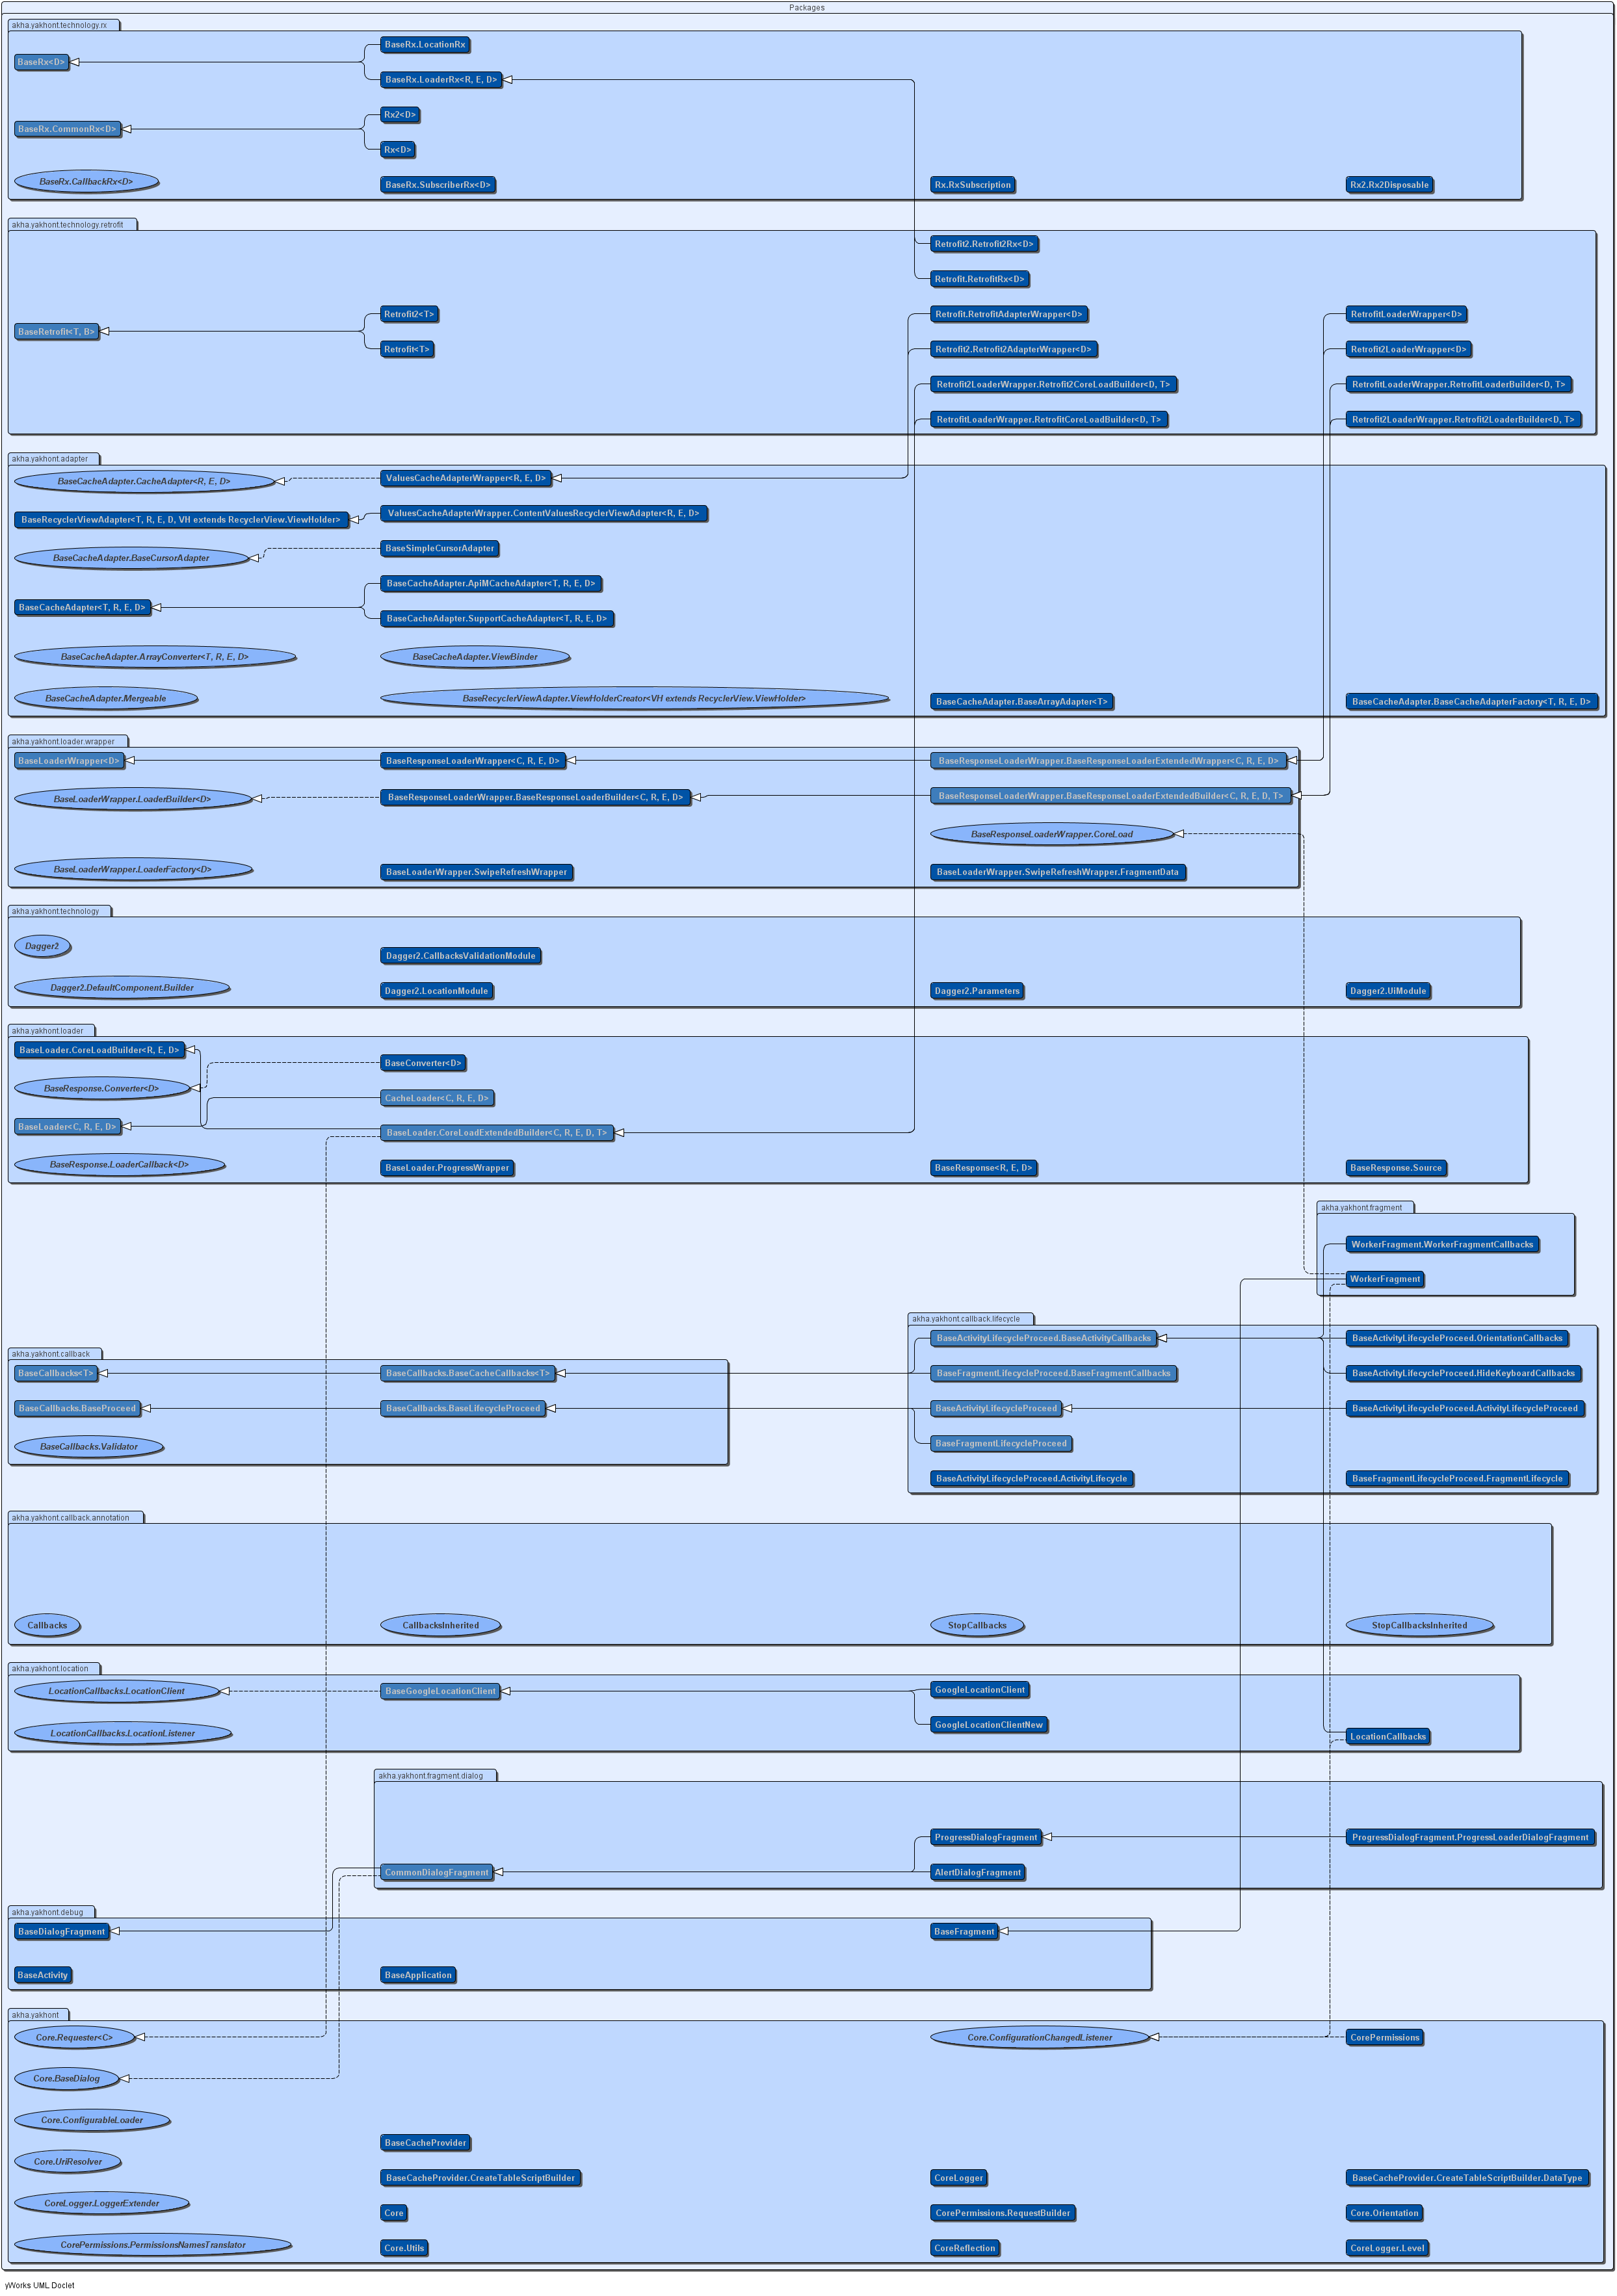 Packages
akha.yakhont.technology.rx
BaseRx.LocationRx
BaseRx<D>
BaseRx.LoaderRx<R, E, D>
Rx2<D>
BaseRx.CommonRx<D>
Rx<D>
BaseRx.CallbackRx<D>
BaseRx.SubscriberRx<D>
Rx.RxSubscription
Rx2.Rx2Disposable
akha.yakhont.technology.retrofit
Retrofit2.Retrofit2Rx<D>
Retrofit.RetrofitRx<D>
Retrofit2<T>
Retrofit.RetrofitAdapterWrapper<D>
RetrofitLoaderWrapper<D>
BaseRetrofit<T, B>
Retrofit<T>
Retrofit2.Retrofit2AdapterWrapper<D>
Retrofit2LoaderWrapper<D>
Retrofit2LoaderWrapper.Retrofit2CoreLoadBuilder<D, T>
RetrofitLoaderWrapper.RetrofitLoaderBuilder<D, T>
RetrofitLoaderWrapper.RetrofitCoreLoadBuilder<D, T>
Retrofit2LoaderWrapper.Retrofit2LoaderBuilder<D, T>
akha.yakhont.adapter
BaseCacheAdapter.CacheAdapter<R, E, D>
ValuesCacheAdapterWrapper<R, E, D>
BaseRecyclerViewAdapter<T, R, E, D, VH extends RecyclerView.ViewHolder>
ValuesCacheAdapterWrapper.ContentValuesRecyclerViewAdapter<R, E, D>
BaseCacheAdapter.BaseCursorAdapter
BaseSimpleCursorAdapter
BaseCacheAdapter.ApiMCacheAdapter<T, R, E, D>
BaseCacheAdapter<T, R, E, D>
BaseCacheAdapter.SupportCacheAdapter<T, R, E, D>
BaseCacheAdapter.ArrayConverter<T, R, E, D>
BaseCacheAdapter.ViewBinder
BaseCacheAdapter.Mergeable
BaseRecyclerViewAdapter.ViewHolderCreator<VH extends RecyclerView.ViewHolder>
BaseCacheAdapter.BaseArrayAdapter<T>
BaseCacheAdapter.BaseCacheAdapterFactory<T, R, E, D>
akha.yakhont.loader.wrapper
BaseLoaderWrapper<D>
BaseResponseLoaderWrapper<C, R, E, D>
BaseResponseLoaderWrapper.BaseResponseLoaderExtendedWrapper<C, R, E, D>
BaseLoaderWrapper.LoaderBuilder<D>
BaseResponseLoaderWrapper.BaseResponseLoaderBuilder<C, R, E, D>
BaseResponseLoaderWrapper.BaseResponseLoaderExtendedBuilder<C, R, E, D, T>
BaseResponseLoaderWrapper.CoreLoad
BaseLoaderWrapper.LoaderFactory<D>
BaseLoaderWrapper.SwipeRefreshWrapper
BaseLoaderWrapper.SwipeRefreshWrapper.FragmentData
akha.yakhont.technology
Dagger2
Dagger2.CallbacksValidationModule
Dagger2.DefaultComponent.Builder
Dagger2.LocationModule
Dagger2.Parameters
Dagger2.UiModule
akha.yakhont.loader
BaseLoader.CoreLoadBuilder<R, E, D>
BaseConverter<D>
BaseResponse.Converter<D>
CacheLoader<C, R, E, D>
BaseLoader<C, R, E, D>
BaseLoader.CoreLoadExtendedBuilder<C, R, E, D, T>
BaseResponse.LoaderCallback<D>
BaseLoader.ProgressWrapper
BaseResponse<R, E, D>
BaseResponse.Source
akha.yakhont.fragment
WorkerFragment.WorkerFragmentCallbacks
WorkerFragment
akha.yakhont.callback.lifecycle
BaseActivityLifecycleProceed.BaseActivityCallbacks
BaseActivityLifecycleProceed.OrientationCallbacks
akha.yakhont.callback
BaseCallbacks<T>
BaseCallbacks.BaseCacheCallbacks<T>
BaseFragmentLifecycleProceed.BaseFragmentCallbacks
BaseActivityLifecycleProceed.HideKeyboardCallbacks
BaseCallbacks.BaseProceed
BaseCallbacks.BaseLifecycleProceed
BaseActivityLifecycleProceed
BaseActivityLifecycleProceed.ActivityLifecycleProceed
BaseCallbacks.Validator
BaseFragmentLifecycleProceed
BaseActivityLifecycleProceed.ActivityLifecycle
BaseFragmentLifecycleProceed.FragmentLifecycle
akha.yakhont.callback.annotation
Callbacks
CallbacksInherited
StopCallbacks
StopCallbacksInherited
akha.yakhont.location
LocationCallbacks.LocationClient
BaseGoogleLocationClient
GoogleLocationClient
LocationCallbacks.LocationListener
GoogleLocationClientNew
LocationCallbacks
akha.yakhont.fragment.dialog
ProgressDialogFragment
ProgressDialogFragment.ProgressLoaderDialogFragment
CommonDialogFragment
AlertDialogFragment
akha.yakhont.debug
BaseDialogFragment
BaseFragment
BaseActivity
BaseApplication
akha.yakhont
Core.Requester<C>
Core.ConfigurationChangedListener
CorePermissions
Core.BaseDialog
Core.ConfigurableLoader
BaseCacheProvider
Core.UriResolver
BaseCacheProvider.CreateTableScriptBuilder
CoreLogger
BaseCacheProvider.CreateTableScriptBuilder.DataType
CoreLogger.LoggerExtender
Core
CorePermissions.RequestBuilder
Core.Orientation
CorePermissions.PermissionsNamesTranslator
Core.Utils
CoreReflection
CoreLogger.Level
yWorks UML Doclet